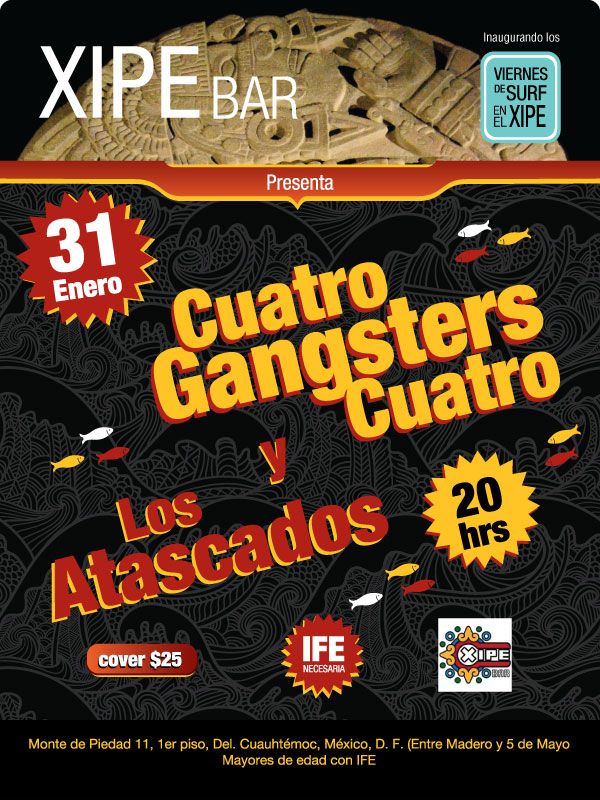 XIPE BAR
Inaugurando los
VIERNES
DE SURF
EN EL XIPE
Presenta
31
Enero
Cuatro
Gangsters
Cuatro
y
Los
Atascados
20
hrs
cover $25
IFE
NECESARIA
XIPE
BAR
Monte de Piedad 11, 1er piso, Del. Cuauhtémoc, México, D. F. (Entre Madero y 5 de Mayo
Mayores de edad con IFE